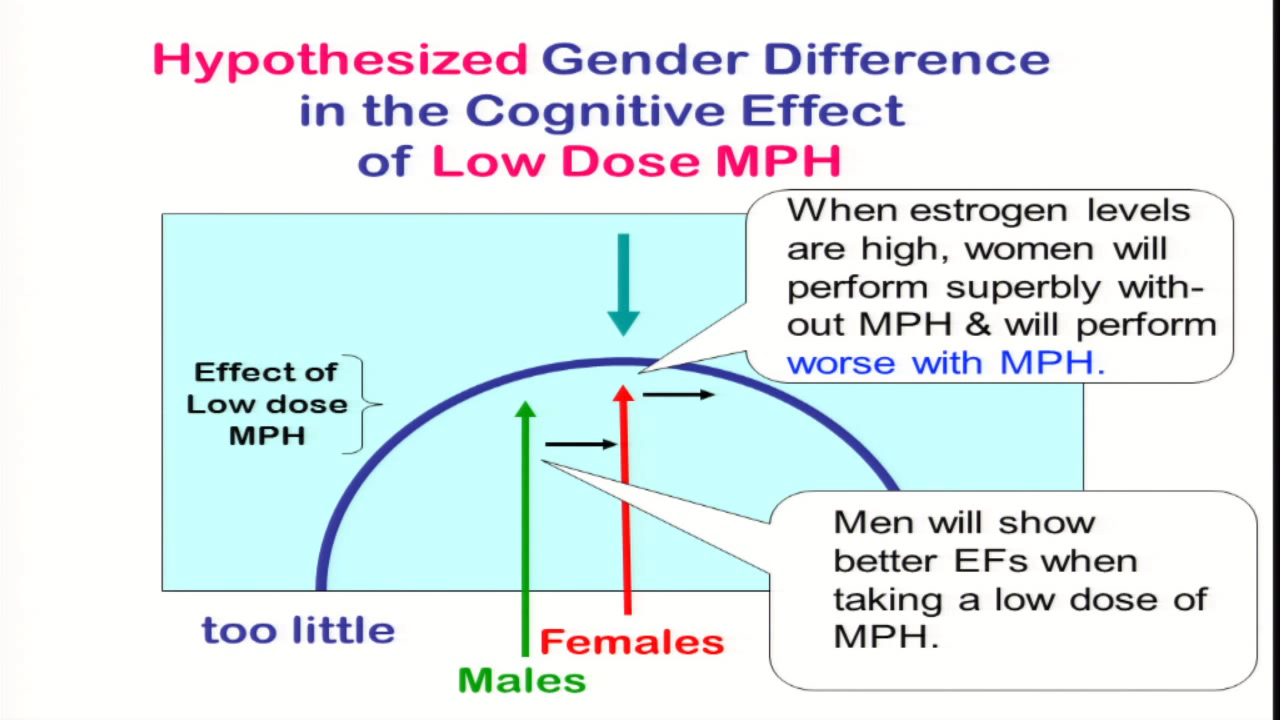 Hypothesized Gender Difference
in the Cognitive Effect
of Low Dose MPH
When estrogen levels
are high, women will
perform superbly with-
out MPH & will perform
worse with MPH.
Effect of
Low dose
MPH
Men will show
better EFs when
taking a low dose of
MPH.
too little
Females
Males